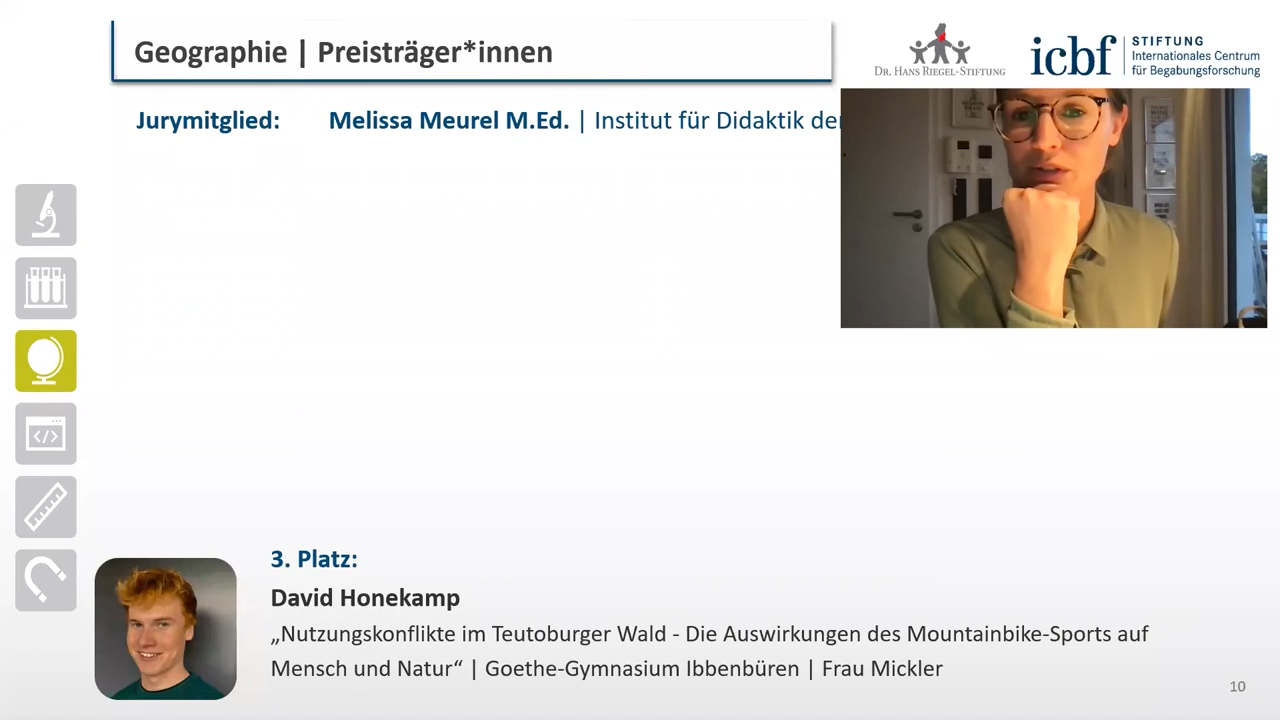 Geographie | Preisträger*innen
DR. HANS RIEGEL-STIFTUNG
icbf
STIFTUNG
Internationales Centrum
für Begabungsforschung
Jurymitglied: Melissa Meurel M.Ed. | Institut für Didaktik der
3. Platz:
David Honekamp
„Nutzungskonflikte im Teutoburger Wald - Die Auswirkungen des Mountainbike-Sports auf
Mensch und Natur“ | Goethe-Gymnasium Ibbenbüren | Frau Mickler
10